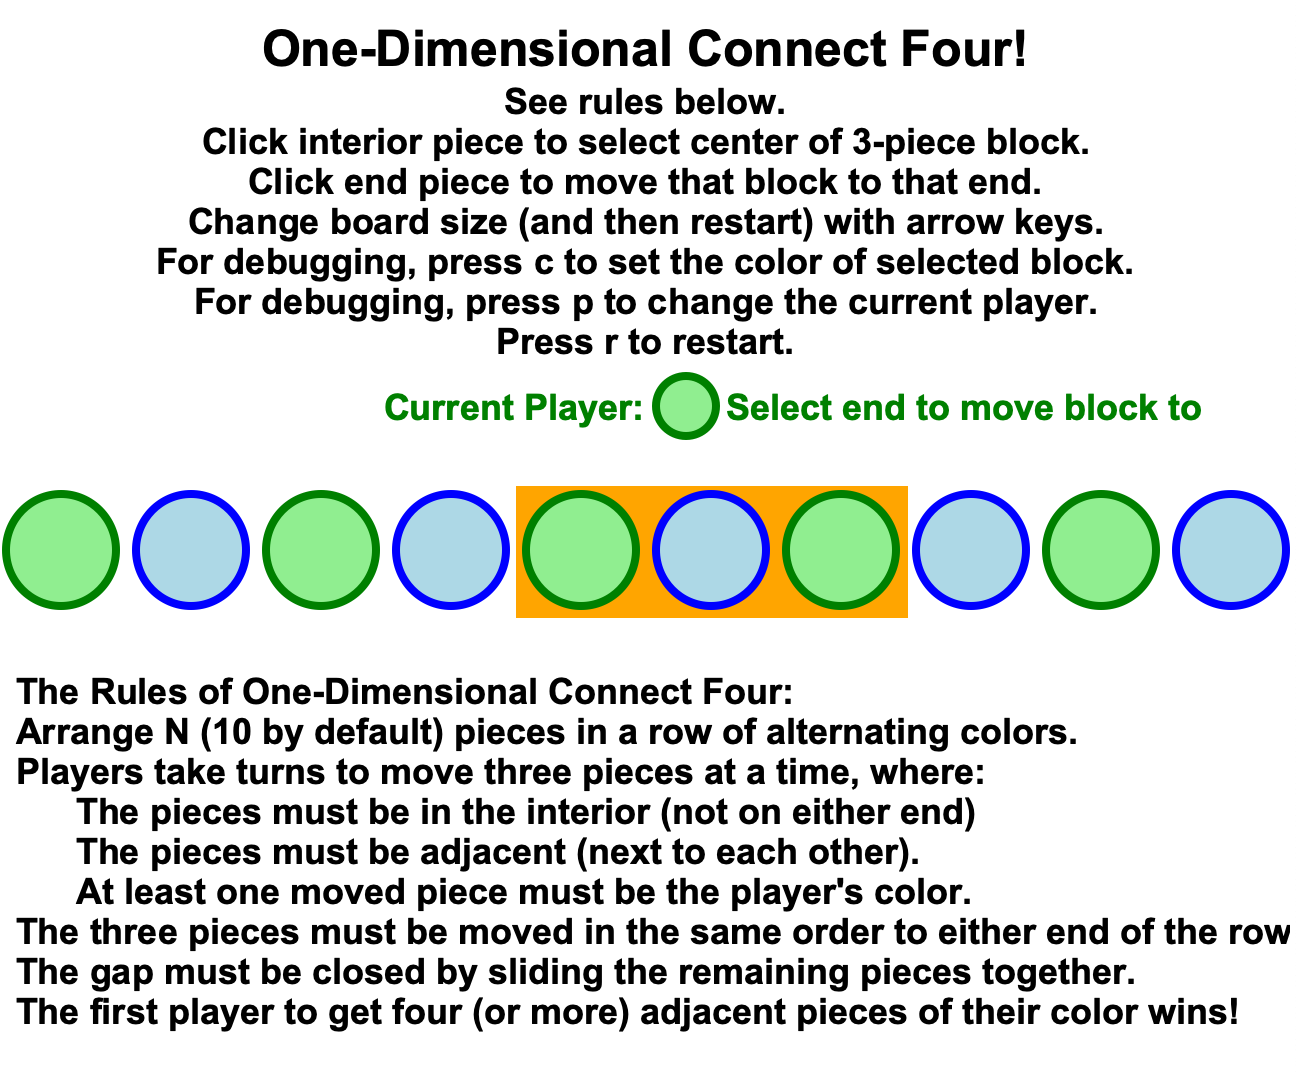 One-Dimensional Connect Four!
See rules below.
Click interior piece to select center of 3-piece block.
Click end piece to move that block to that end.
Change board size (and then restart) with arrow keys.
For debugging, press c to set the color of selected block.
For debugging, press p to change the current player.
Press r to restart.
Current Player: Select end to move block to
The Rules of One-Dimensional Connect Four:
Arrange N (10 by default) pieces in a row of alternating colors.
Players take turns to move three pieces at a time, where:
The pieces must be in the interior (not on either end)
The pieces must be adjacent (next to each other).
At least one moved piece must be the player's color.
The three pieces must be moved in the same order to either end of the row
The gap must be closed by sliding the remaining pieces together.
The first player to get four (or more) adjacent pieces of their color wins!